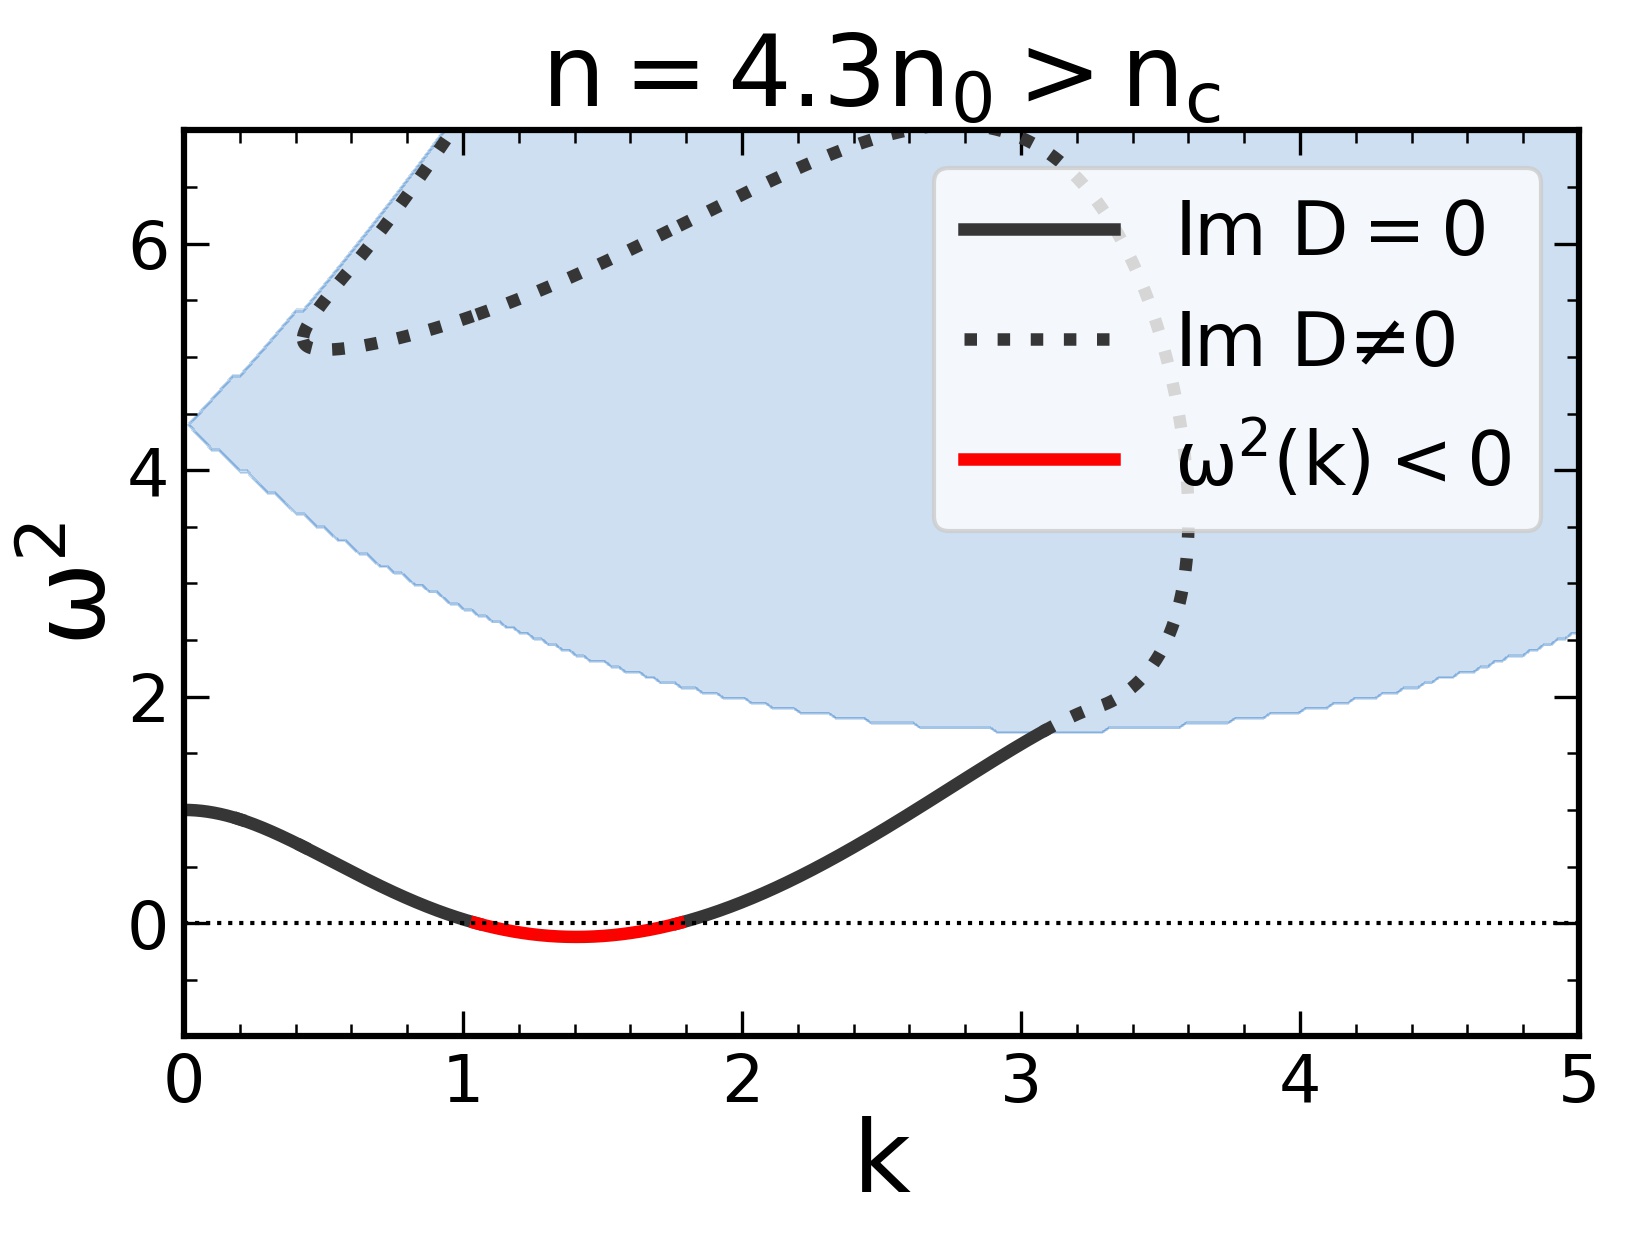 n = 4.3n₀ > n_c
ω²
6
4
2
0
Im D = 0
Im D≠0
ω²(k) < 0
0 1 2 3 4 5
k